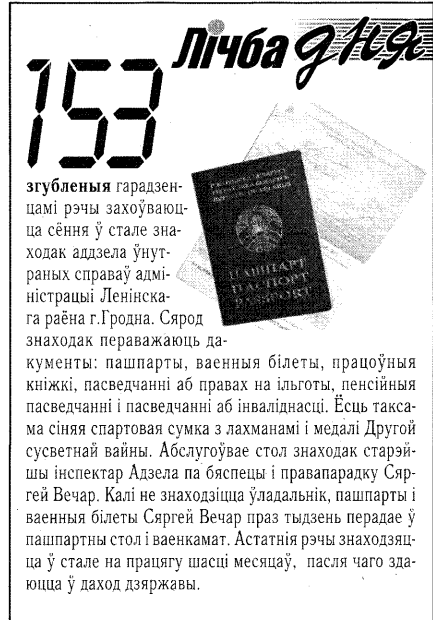 Лічба дня
153
згубленыя гарадзен-
цамі рэчы захоўваюц-
ца сёння ў стале зна-
ходак аддзела ўнут-
раных справаў адмі-
ністрацыі Ленінска-
га раёна г.Гродна. Сярод
знаходак пераважаюць да-
кументы: пашпарты, ваенныя білеты, працоўныя
кніжкі, пасведчанні аб правах на ільготы, пенсійныя
пасведчанні і пасведчанні аб інваліднасці. Ёсць такса-
ма сіняя спартовая сумка з лахманамі і медалі Другой
сусветнай вайны. Абслугоўвае стол знаходак старэй-
шы інспектар Адзела па бяспецы і правапарадку Сяр-
гей Вечар. Калі не знаходзіцца ўладальнік, пашпарты і
ваенныя білеты Сяргей Вечар праз тыдзень перадае ў
пашпартны стол і ваенкамат. Астатнія рэчы знаходзяц-
ца ў стале на працягу шасці месяцаў, пасля чаго зда-
юцца ў даход дзяржавы.
ПАШПАРТ
ПАСПОРТ
PASSPORT